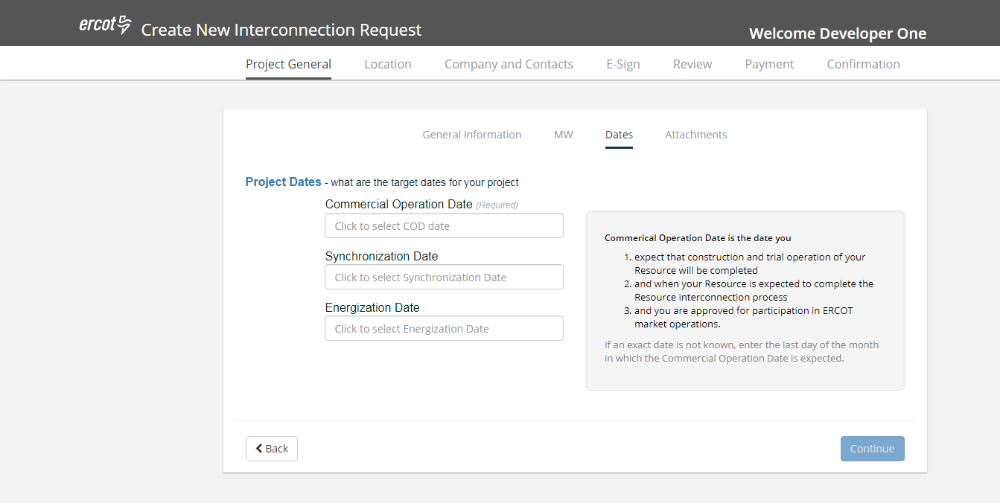 ercot Create New Interconnection Request
Welcome Developer One
Project General Location Company and Contacts E-Sign Review Payment Confirmation
General Information MW Dates Attachments
Project Dates - what are the target dates for your project
Commercial Operation Date (Required)
Click to select COD date
Synchronization Date
Click to select Synchronization Date
Energization Date
Click to select Energization Date
Commerical Operation Date is the date you
1. expect that construction and trial operation of your
Resource will be completed
2. and when your Resource is expected to complete the
Resource interconnection process
3. and you are approved for participation in ERCOT
market operations.
If an exact date is not known, enter the last day of the month
in which the Commercial Operation Date is expected.
Back
Continue